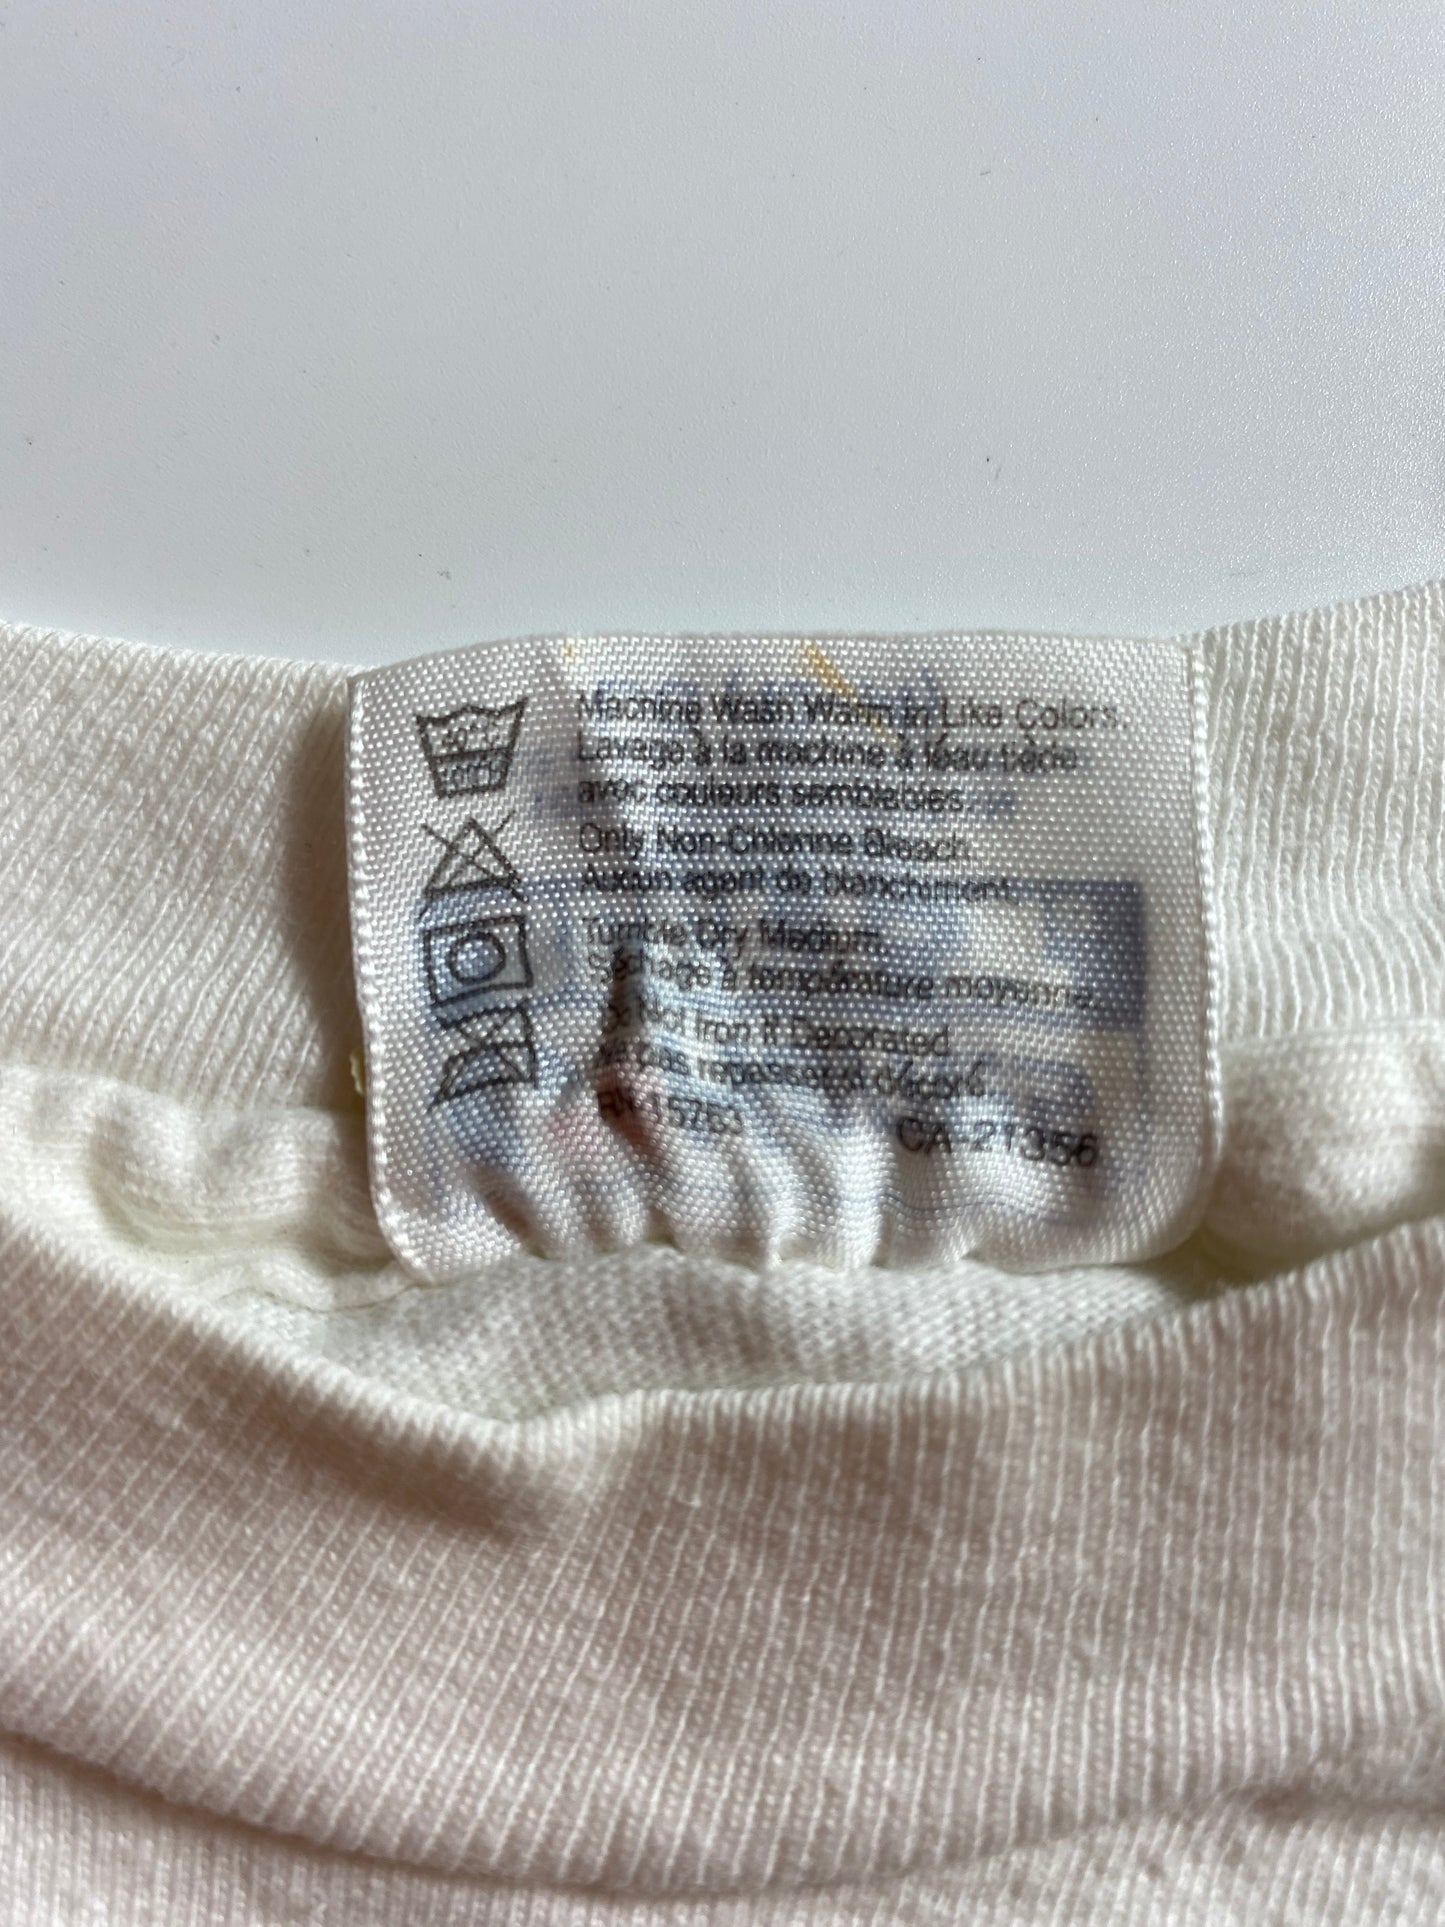 40°C
105°F
Machine Wash Warm in Like Colors.
Lavage à la machine à l'eau tiède
avec couleurs semblables.
Only Non-Chlorine Bleach.
Aucun agent de blanchiment.
Tumble Dry Medium.
Séchage à température moyenne.
Do Not Iron If Decorated.
Ne pas repasser si décoré.
RN 15763 CA 21356